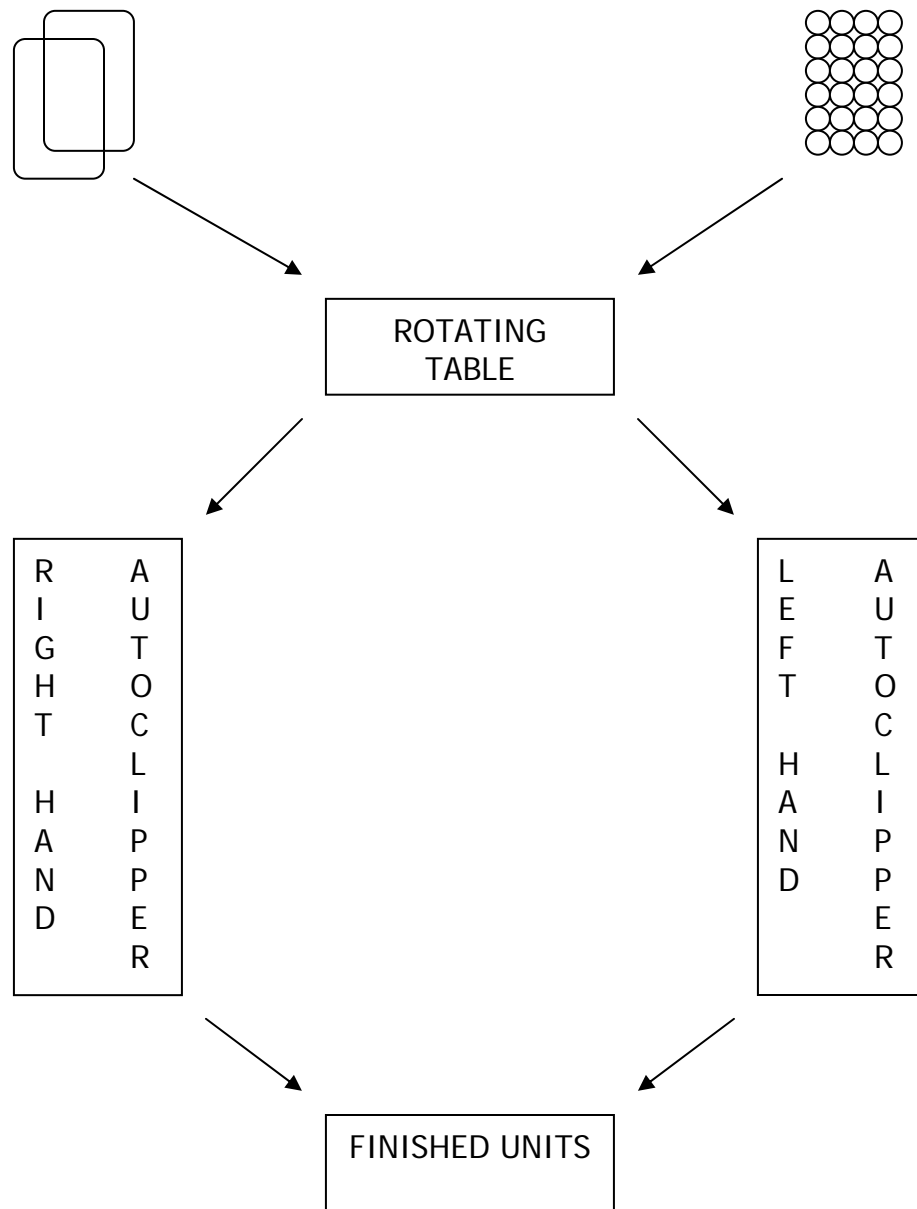 ROTATING
TABLE
RIGHT HAND
AUTOCLIPPER
LEFT HAND
AUTOCLIPPER
FINISHED UNITS